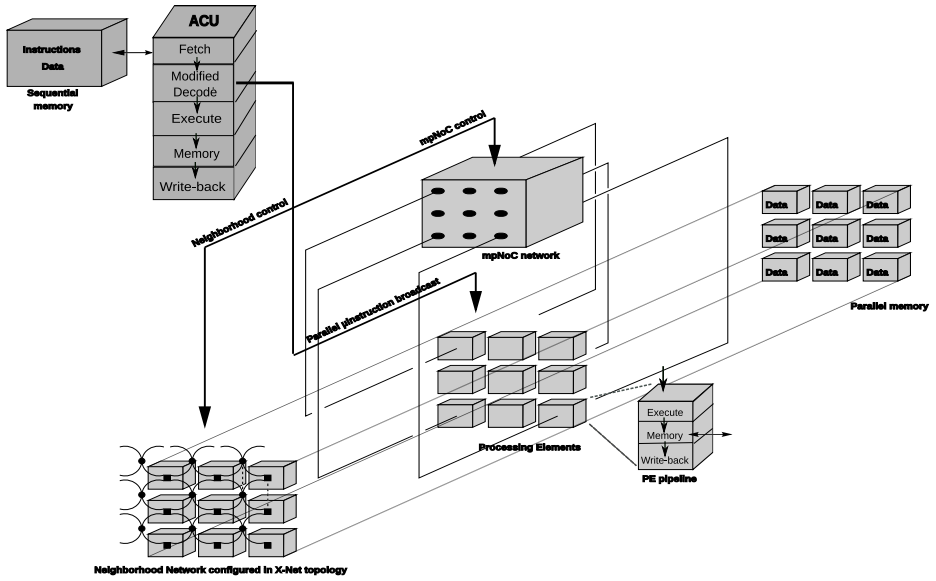 ACU
Instructions
Data
Sequential
memory
Fetch
Modified
Decode
Execute
Memory
Write-back
mpNoC control
Neighborhood control
mpNoC network
Parallel µinstruction broadcast
Data Data Data
Data Data Data
Data Data Data
Parallel memory
Processing Elements
Execute
Memory
Write-back
PE pipeline
Neighborhood Network configured in X-Net topology